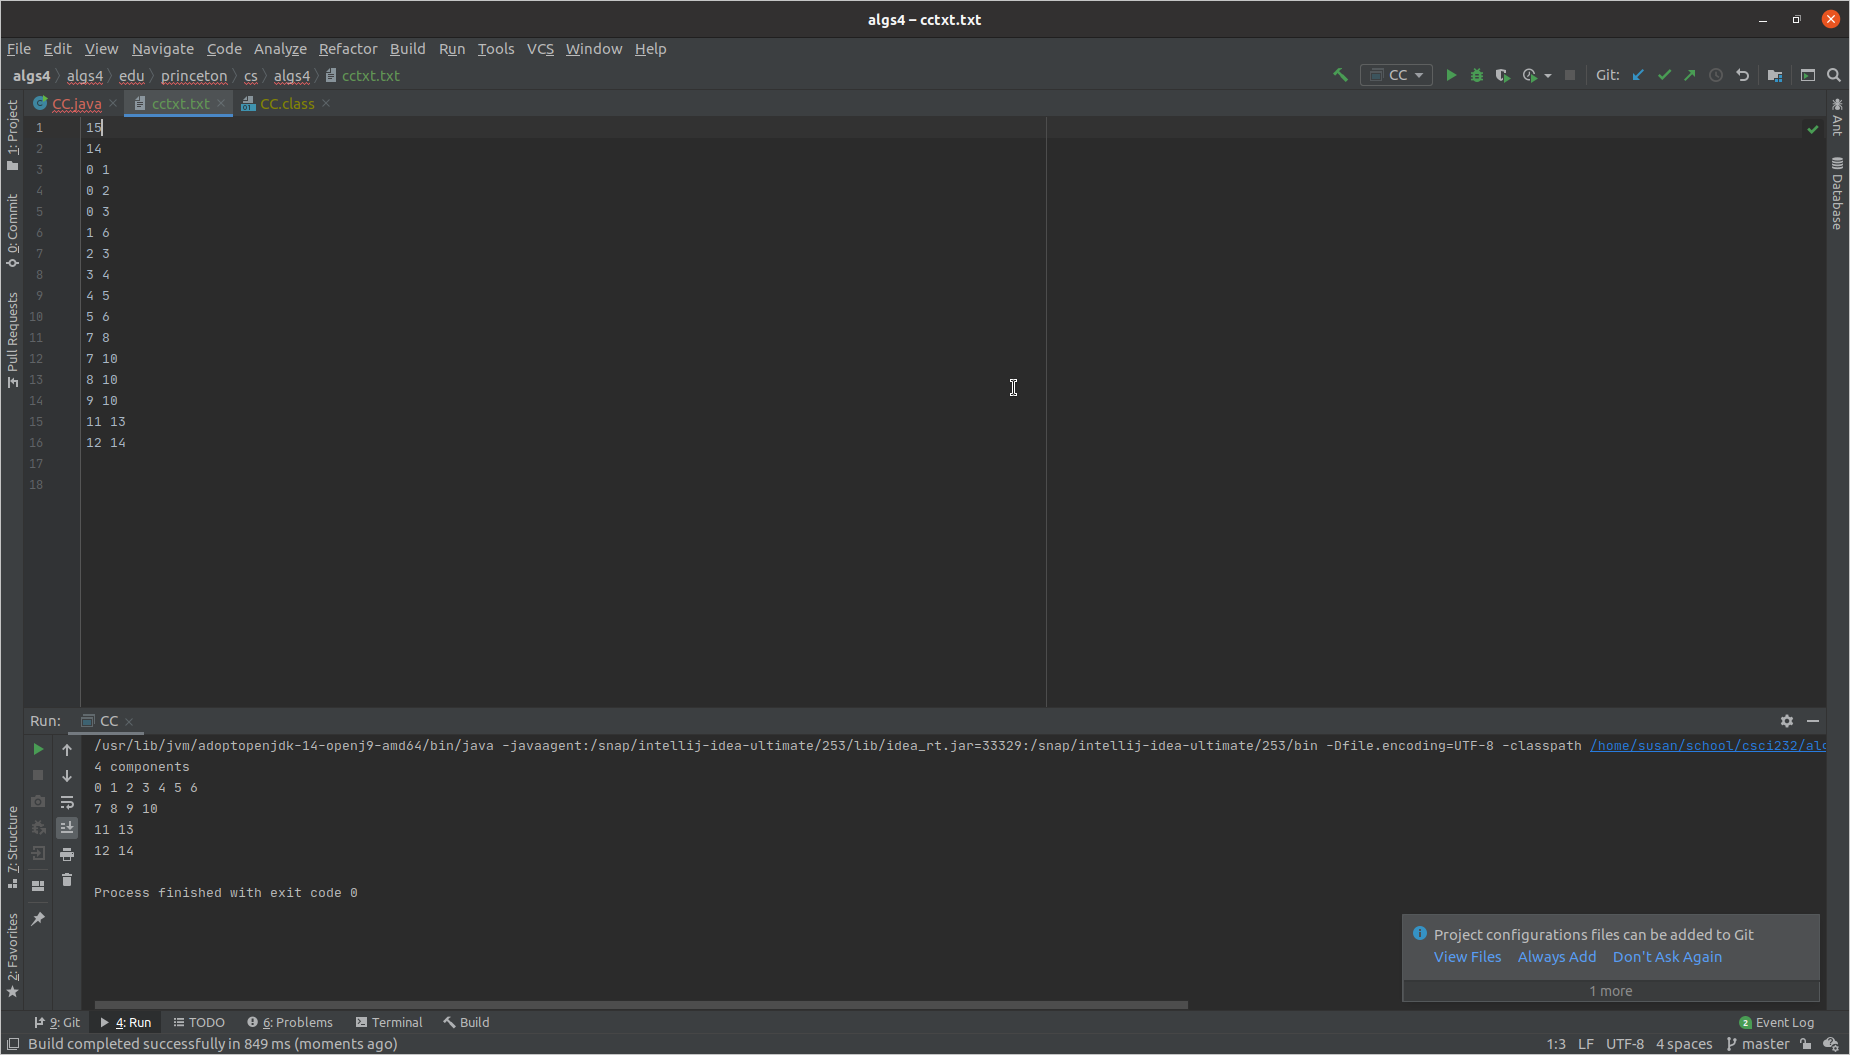 algs4 – cctxt.txt
File Edit View Navigate Code Analyze Refactor Build Run Tools VCS Window Help
algs4 algs4 edu princeton cs algs4 cctxt.txt CC Git:
CC.java cctxt.txt CC.class
1 15
2 14
3 0 1
4 0 2
5 0 3
6 1 6
7 2 3
8 3 4
9 4 5
10 5 6
11 7 8
12 7 10
13 8 10
14 9 10
15 11 13
16 12 14
17
18
1: Project
0: Commit
Pull Requests
7: Structure
2: Favorites
Ant
Database
Run: CC
/usr/lib/jvm/adoptopenjdk-14-openj9-amd64/bin/java -javaagent:/snap/intellij-idea-ultimate/253/lib/idea_rt.jar=33329:/snap/intellij-idea-ultimate/253/bin -Dfile.encoding=UTF-8 -classpath /home/susan/school/csci232/alg
4 components
0 1 2 3 4 5 6
7 8 9 10
11 13
12 14
Process finished with exit code 0
Project configurations files can be added to Git
View Files Always Add Don't Ask Again
1 more
9: Git 4: Run TODO 6: Problems Terminal Build 2 Event Log
Build completed successfully in 849 ms (moments ago) 1:3 LF UTF-8 4 spaces master